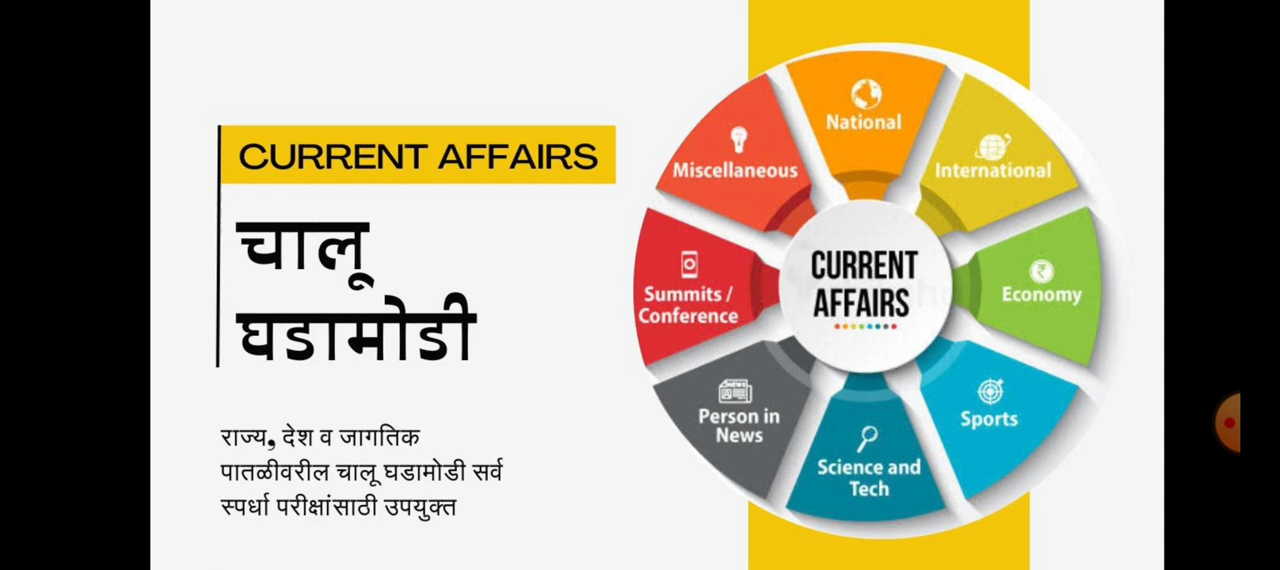 CURRENT AFFAIRS
चालू
घडामोडी
राज्य, देश व जागतिक
पातळीवरील चालू घडामोडी सर्व
स्पर्धा परीक्षांसाठी उपयुक्त
National
International
Economy
Sports
Science and
Tech
Person in
News
Summits /
Conference
Miscellaneous
CURRENT
AFFAIRS